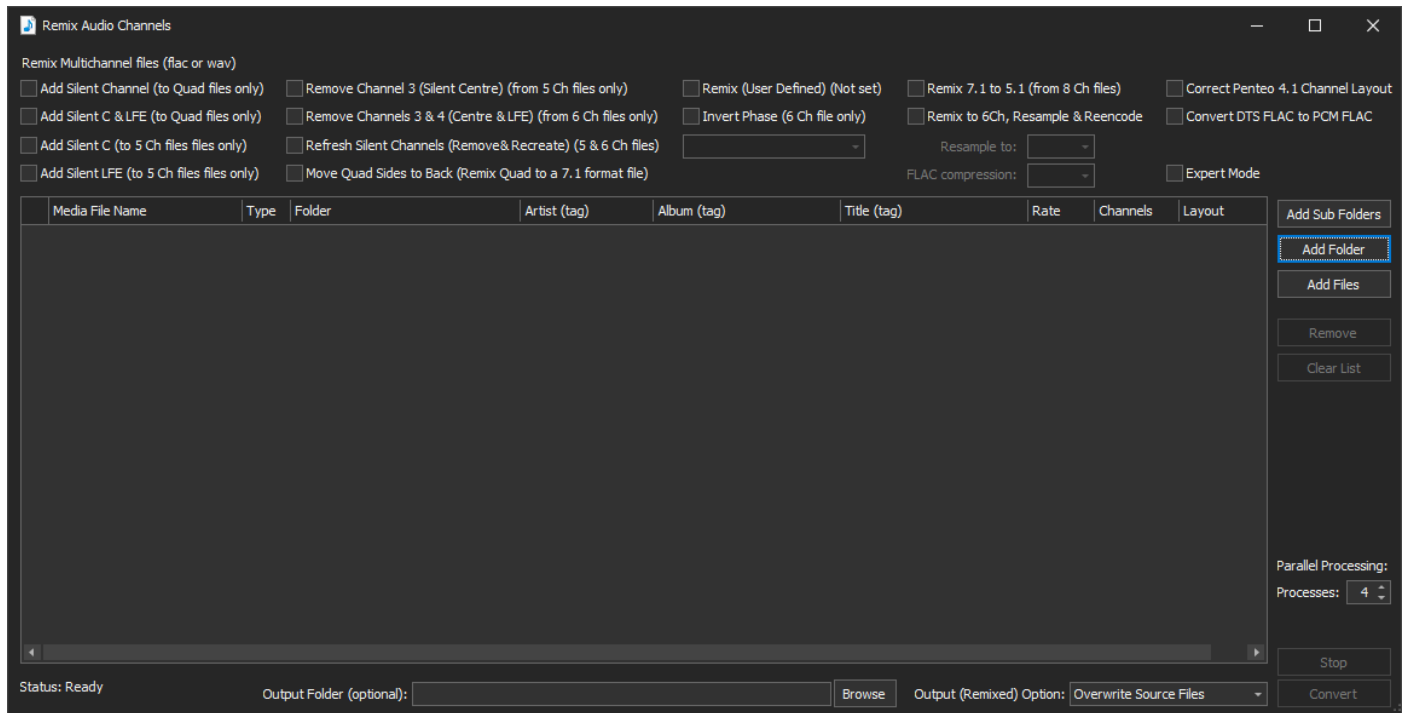 Remix Audio Channels
Remix Multichannel files (flac or wav)
Add Silent Channel (to Quad files only) Remove Channel 3 (Silent Centre) (from 5 Ch files only) Remix (User Defined) (Not set) Remix 7.1 to 5.1 (from 8 Ch files) Correct Penteo 4.1 Channel Layout
Add Silent C & LFE (to Quad files only) Remove Channels 3 & 4 (Centre & LFE) (from 6 Ch files only) Invert Phase (6 Ch file only) Remix to 6Ch, Resample & Reencode Convert DTS FLAC to PCM FLAC
Add Silent C (to 5 Ch files files only) Refresh Silent Channels (Remove& Recreate) (5 & 6 Ch files) Resample to:
Add Silent LFE (to 5 Ch files files only) Move Quad Sides to Back (Remix Quad to a 7.1 format file) FLAC compression: Expert Mode
Media File Name Type Folder Artist (tag) Album (tag) Title (tag) Rate Channels Layout Add Sub Folders
Add Folder
Add Files
Remove
Clear List
Parallel Processing:
Processes: 4
Stop
Status: Ready Output Folder (optional): Browse Output (Remixed) Option: Overwrite Source Files Convert